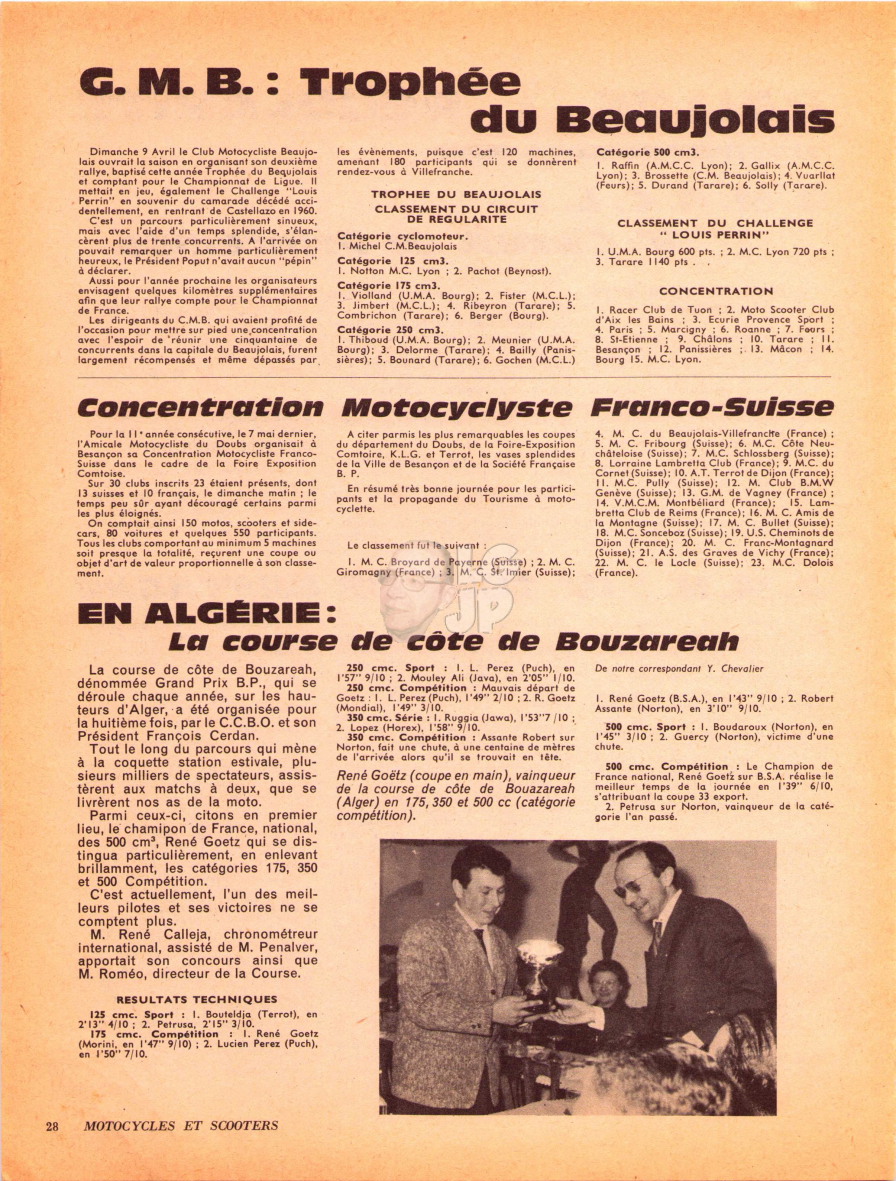 G. M. B. : Trophée
du Beaujolais
Dimanche 9 Avril le Club Motocycliste Beaujo-
lais ouvrait la saison en organisant son deuxième
rallye, baptisé cette année Trophée du Beaujolais
et comptant pour le Championnat de Ligue. Il
mettait en jeu, également le Challenge "Louis
Perrin" en souvenir du camarade décédé acci-
dentellement, en rentrant de Castellazo en 1960.
C'est un parcours particulièrement sinueux,
mais avec l'aide d'un temps splendide, s'élan-
cèrent plus de trente concurrents. A l'arrivée on
pouvait remarquer un homme particulièrement
heureux, le Président Poput n'avait aucun "pépin"
à déclarer.
Aussi pour l'année prochaine les organisateurs
envisagent quelques kilomètres supplémentaires
afin que leur rallye compte pour le Championnat
de France.
Les dirigeants du C.M.B. qui avaient profité de
l'occasion pour mettre sur pied une concentration
avec l'espoir de réunir une cinquantaine de
concurrents dans la capitale du Beaujolais, furent
largement récompensés et même dépassés par
les évènements, puisque c'est 120 machines,
amenant 180 participants qui se donnèrent
rendez-vous à Villefranche.
TROPHEE DU BEAUJOLAIS
CLASSEMENT DU CIRCUIT
DE REGULARITE
Catégorie cyclomoteur.
1. Michel C.M.Beaujolais
Catégorie 125 cm3.
1. Notton M.C. Lyon ; 2. Pachot (Beynost).
Catégorie 175 cm3.
1. Violland (U.M.A. Bourg); 2. Fister (M.C.L.);
3. Jimbert (M.C.L.); 4. Ribeyron (Tarare); 5.
Combrichon (Tarare); 6. Berger (Bourg).
Catégorie 250 cm3.
1. Thiboud (U.M.A. Bourg); 2. Meunier (U.M.A.
Bourg); 3. Delorme (Tarare); 4. Bailly (Panis-
sières); 5. Bounard (Tarare); 6. Gochen (M.C.L.)
Catégorie 500 cm3.
1. Raffin (A.M.C.C. Lyon); 2. Gallix (A.M.C.C.
Lyon); 3. Brossette (C.M. Beaujolais); 4. Vuarllat
(Feurs); 5. Durand (Tarare); 6. Solly (Tarare).
CLASSEMENT DU CHALLENGE
" LOUIS PERRIN"
1. U.M.A. Bourg 600 pts. ; 2. M.C. Lyon 720 pts ;
3. Tarare 1140 pts . .
CONCENTRATION
1. Racer Club de Tuon ; 2. Moto Scooter Club
d'Aix les Bains ; 3. Ecurie Provence Sport ;
4. Paris ; 5. Marcigny ; 6. Roanne ; 7. Feors ;
8. St-Etienne ; 9. Châlons ; 10. Tarare ; 11.
Besançon ; 12. Panissières ; 13. Mâcon ; 14.
Bourg 15. M.C. Lyon.
Concentration Motocyclyste Franco-Suisse
Pour la 11e année consécutive, le 7 mai dernier,
l'Amicale Motocycliste du Doubs organisait à
Besançon sa Concentration Motocycliste Franco-
Suisse dans le cadre de la Foire Exposition
Comtoise.
Sur 30 clubs inscrits 23 étaient présents, dont
13 suisses et 10 français, le dimanche matin ; le
temps peu sûr ayant découragé certains parmi
les plus éloignés.
On comptait ainsi 150 motos, scooters et side-
cars, 80 voitures et quelques 550 participants.
Tous les clubs comportant au minimum 5 machines
soit presque la totalité, reçurent une coupe ou
objet d'art de valeur proportionnelle à son classe-
ment.
A citer parmis les plus remarquables les coupes
du département du Doubs, de la Foire-Exposition
Comtoire, K.L.G. et Terrot, les vases splendides
de la Ville de Besançon et de la Société Française
B. P.
En résumé très bonne journée pour les partici-
pants et la propagande du Tourisme à moto-
cyclette.
Le classement fut le suivant :
1. M. C. Broyard de Payerne (Suisse) ; 2. M. C.
Giromagny (France) ; 3. M. C. St. Imier (Suisse);
4. M. C. du Beaujolais-Villefranche (France) ;
5. M. C. Fribourg (Suisse); 6. M.C. Côte Neu-
châteloise (Suisse); 7. M.C. Schlossberg (Suisse);
8. Lorraine Lambretta Club (France); 9. M.C. du
Cornet (Suisse); 10. A.T. Terrot de Dijon (France);
11. M.C. Pully (Suisse); 12. M. Club B.M.W
Genève (Suisse); 13. G.M. de Vagney (France) ;
14. V.M.C.M. Montbéliard (France); 15. Lam-
bretta Club de Reims (France); 16. M. C. Amis de
la Montagne (Suisse); 17. M. C. Bullet (Suisse);
18. M.C. Sonceboz (Suisse); 19. U.S. Cheminots de
Dijon (France); 20. M. C. Franc-Montagnard
(Suisse); 21. A.S. des Graves de Vichy (France);
22. M. C. le Locle (Suisse); 23. M.C. Dolois
(France).
LC
JP
EN ALGÉRIE :
La course de côte de Bouzareah
La course de côte de Bouzareah,
dénommée Grand Prix B.P., qui se
déroule chaque année, sur les hau-
teurs d'Alger, a été organisée pour
la huitième fois, par le C.C.B.O. et son
Président François Cerdan.
Tout le long du parcours qui mène
à la coquette station estivale, plu-
sieurs milliers de spectateurs, assis-
tèrent aux matchs à deux, que se
livrèrent nos as de la moto.
Parmi ceux-ci, citons en premier
lieu, le chamipon de France, national,
des 500 cm³, René Goetz qui se dis-
tingua particulièrement, en enlevant
brillamment, les catégories 175, 350
et 500 Compétition.
C'est actuellement, l'un des meil-
leurs pilotes et ses victoires ne se
comptent plus.
M. René Calleja, chronométreur
international, assisté de M. Penalver,
apportait son concours ainsi que
M. Roméo, directeur de la Course.
RESULTATS TECHNIQUES
125 cmc. Sport : 1. Bouteldja (Terrot), en
2'13" 4/10 ; 2. Petrusa, 2'15" 3/10.
175 cmc. Compétition : 1. René Goetz
(Morini, en 1'47" 9/10) ; 2. Lucien Perez (Puch),
en 1'50" 7/10.
250 cmc. Sport : 1. L. Perez (Puch), en
1'57" 9/10 ; 2. Mouley Ali (Java), en 2'05" 1/10.
250 cmc. Compétition : Mauvais départ de
Goetz : 1. L. Perez (Puch), 1'49" 2/10 ; 2. R. Goetz
(Mondial), 1'49" 3/10.
350 cmc. Série : 1. Ruggia (Jawa), 1'53"7 /10 ;
2. Lopez (Horex), 1'58" 9/10.
350 cmc. Compétition : Assante Robert sur
Norton, fait une chute, à une centaine de mètres
de l'arrivée alors qu'il se trouvait en tête.
René Goëtz (coupe en main), vainqueur
de la course de côte de Bouazareah
(Alger) en 175, 350 et 500 cc (catégorie
compétition).
De notre correspondant Y. Chevalier
1. René Goetz (B.S.A.), en 1'43" 9/10 ; 2. Robert
Assante (Norton), en 3'10" 9/10.
500 cmc. Sport : 1. Boudaroux (Norton), en
1'45" 3/10 ; 2. Guercy (Norton), victime d'une
chute.
500 cmc. Compétition : Le Champion de
France national, René Goetz sur B.S.A. réalise le
meilleur temps de la journée en 1'39" 6/10,
s'attribuant la coupe 33 export.
2. Petrusa sur Norton, vainqueur de la caté-
gorie l'an passé.
28 MOTOCYCLES ET SCOOTERS